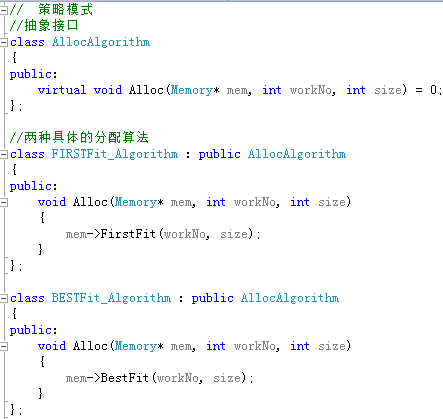 //  策略模式
//抽象接口
class AllocAlgorithm
{
public:
    virtual void Alloc(Memory* mem, int workNo, int size) = 0;
};
//两种具体的分配算法
class FIRSTFit_Algorithm : public AllocAlgorithm
{
public:
    void Alloc(Memory* mem, int workNo, int size)
    {
        mem->FirstFit(workNo, size);
    }
};
class BESTFit_Algorithm : public AllocAlgorithm
{
public:
    void Alloc(Memory* mem, int workNo, int size)
    {
        mem->BestFit(workNo, size);
    }
};